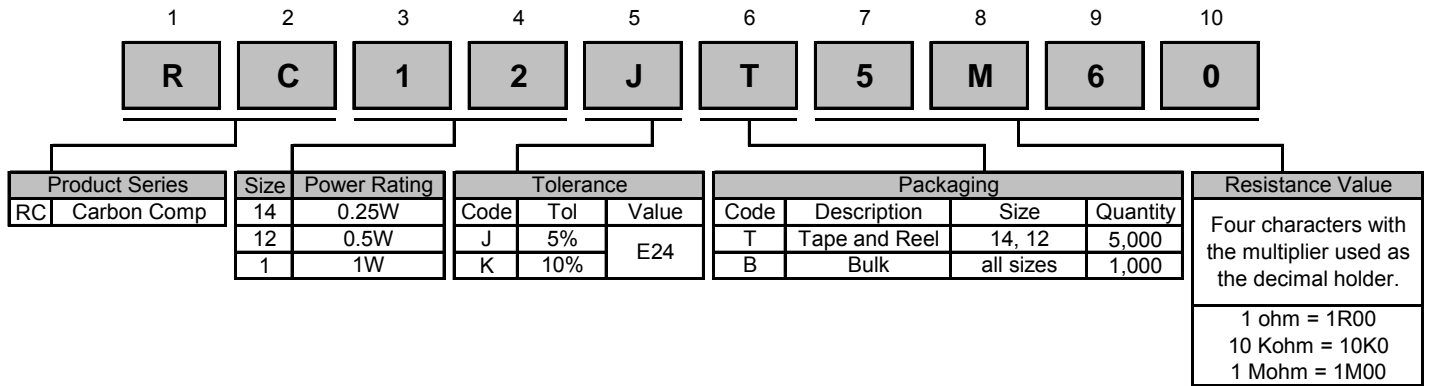 1 2 3 4 5 6 7 8 9 10
R C 1 2 J T 5 M 6 0
Product Series
RC Carbon Comp
Size Power Rating
14 0.25W
12 0.5W
1 1W
Tolerance
Code Tol Value
J 5% E24
K 10%
Packaging
Code Description Size Quantity
T Tape and Reel 14, 12 5,000
B Bulk all sizes 1,000
Resistance Value
Four characters with
the multiplier used as
the decimal holder.
1 ohm = 1R00
10 Kohm = 10K0
1 Mohm = 1M00